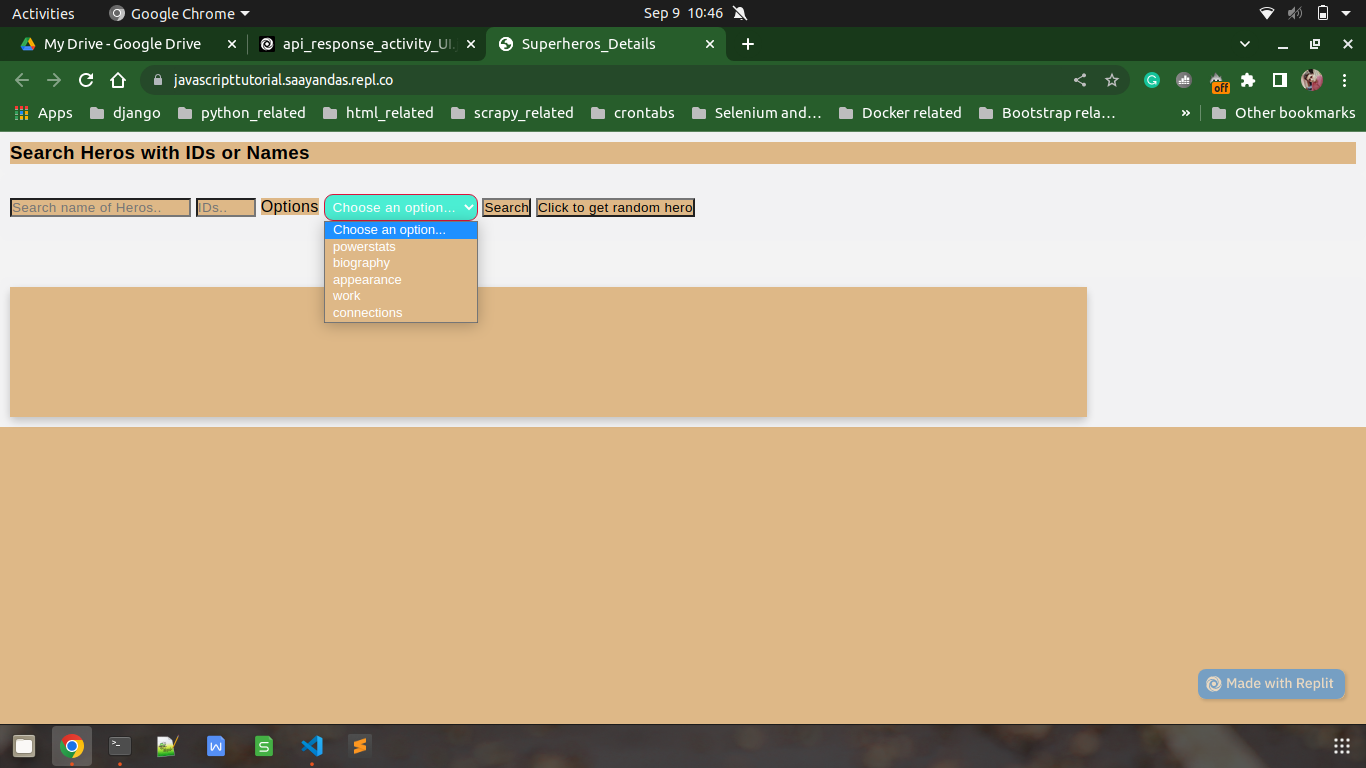 Activities Google Chrome Sep 9 10:46
My Drive - Google Drive api_response_activity_UI. Superheros_Details
javascripttutorial.saayandas.repl.co off
Apps django python_related html_related scrapy_related crontabs Selenium and… Docker related Bootstrap rela… » Other bookmarks
Search Heros with IDs or Names
Search name of Heros.. IDs.. Options Choose an option... Search Click to get random hero
Choose an option...
powerstats
biography
appearance
work
connections
Made with Replit